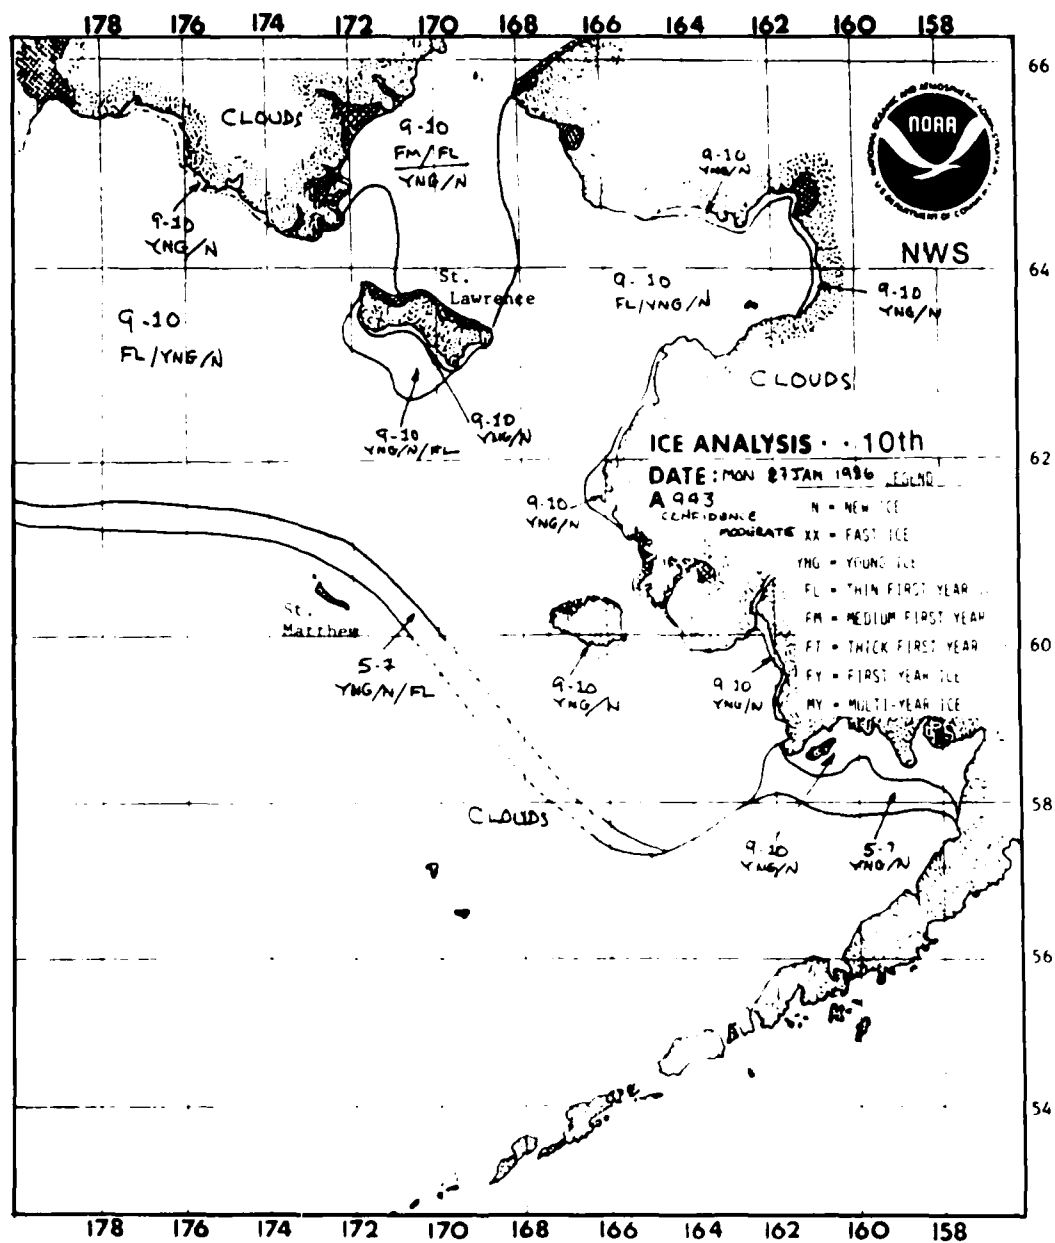 178 176 174 172 170 168 166 164 162 160 158
66
CLOUDS
9-10
FM/FL
YNG/N
9-10
YNG/N
NOAA
NWS
9-10
YNG/N
64
St.
Lawrence
9-10
FL/YNG/N
9-10
YNG/N
9-10
FL/YNG/N
CLOUDS
9-10
YNG/N/FL
9-10
YNG/N
ICE ANALYSIS · · 10th
62
DATE: MON 27 JAN 1986
LEGEND
A 943
CONFIDENCE
MODERATE
N = NEW ICE
XX = FAST ICE
YNG = YOUNG ICE
FL = THIN FIRST YEAR
FM = MEDIUM FIRST YEAR
FT = THICK FIRST YEAR
FY = FIRST YEAR ICE
MY = MULTI-YEAR ICE
9-10
YNG/N
St.
Matthew
60
5-7
YNG/N/FL
9-10
YNG/N
9-10
YNG/N
58
CLOUDS
9-10
YNG/N
5-7
YNG/N
56
54
178 176 174 172 170 168 166 164 162 160 158